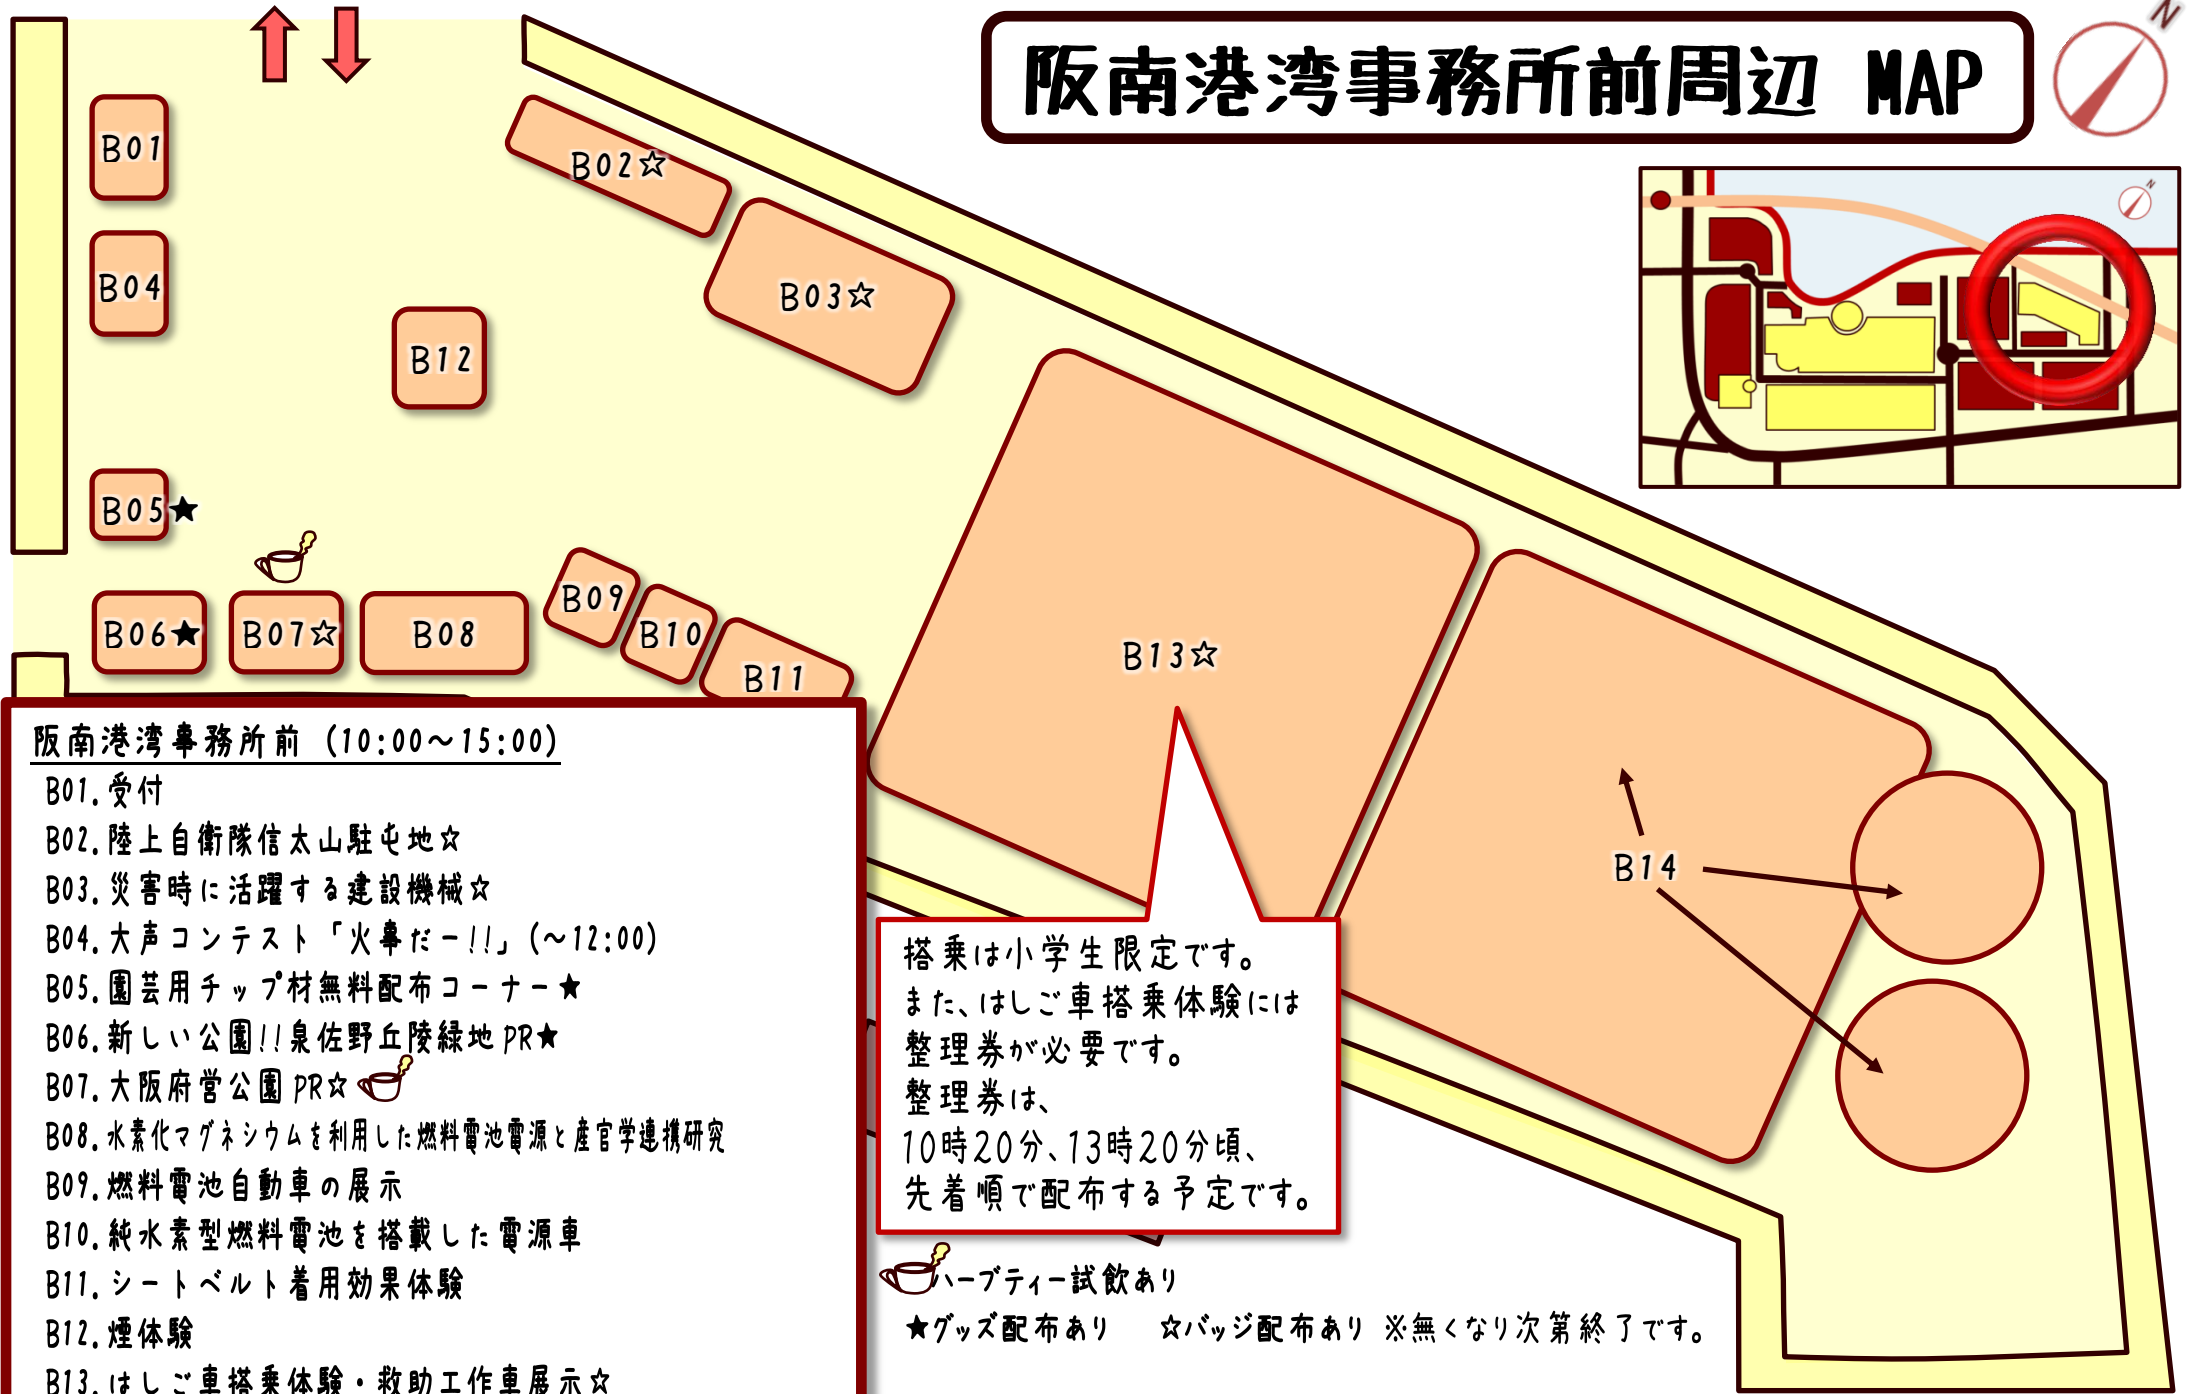 阪南港湾事務所前周辺 MAP
N
N
B01
B02☆
B03☆
B04
B12
B05★
B06★
B07☆
B08
B09
B10
B11
B13☆
B14
阪南港湾事務所前 (10:00～15:00)
B01.受付
B02.陸上自衛隊信太山駐屯地☆
B03.災害時に活躍する建設機械☆
B04.大声コンテスト「火事だー!!」(～12:00)
B05.園芸用チップ材無料配布コーナー★
B06.新しい公園!!泉佐野丘陵緑地PR★
B07.大阪府営公園PR☆
B08.水素化マグネシウムを利用した燃料電池電源と産官学連携研究
B09.燃料電池自動車の展示
B10.純水素型燃料電池を搭載した電源車
B11.シートベルト着用効果体験
B12.煙体験
B13.はしご車搭乗体験・救助工作車展示☆
搭乗は小学生限定です。
また、はしご車搭乗体験には
整理券が必要です。
整理券は、
10時20分、13時20分頃、
先着順で配布する予定です。
ハーブティー試飲あり
★グッズ配布あり ☆バッジ配布あり ※無くなり次第終了です。